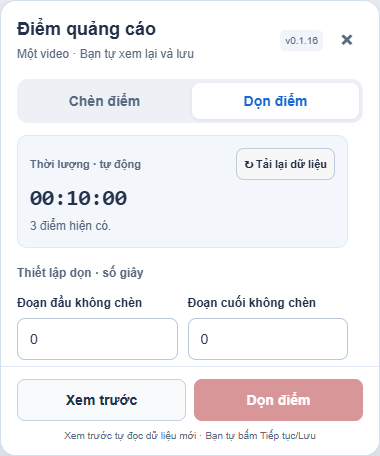 Điểm quảng cáo
v0.1.16
✕
Một video · Bạn tự xem lại và lưu
Chèn điểm
Dọn điểm
Thời lượng · tự động
↻ Tải lại dữ liệu
00:10:00
3 điểm hiện có.
Thiết lập dọn · số giây
Đoạn đầu không chèn
Đoạn cuối không chèn
0
0
Xem trước
Dọn điểm
Xem trước tự đọc dữ liệu mới · Bạn tự bấm Tiếp tục/Lưu